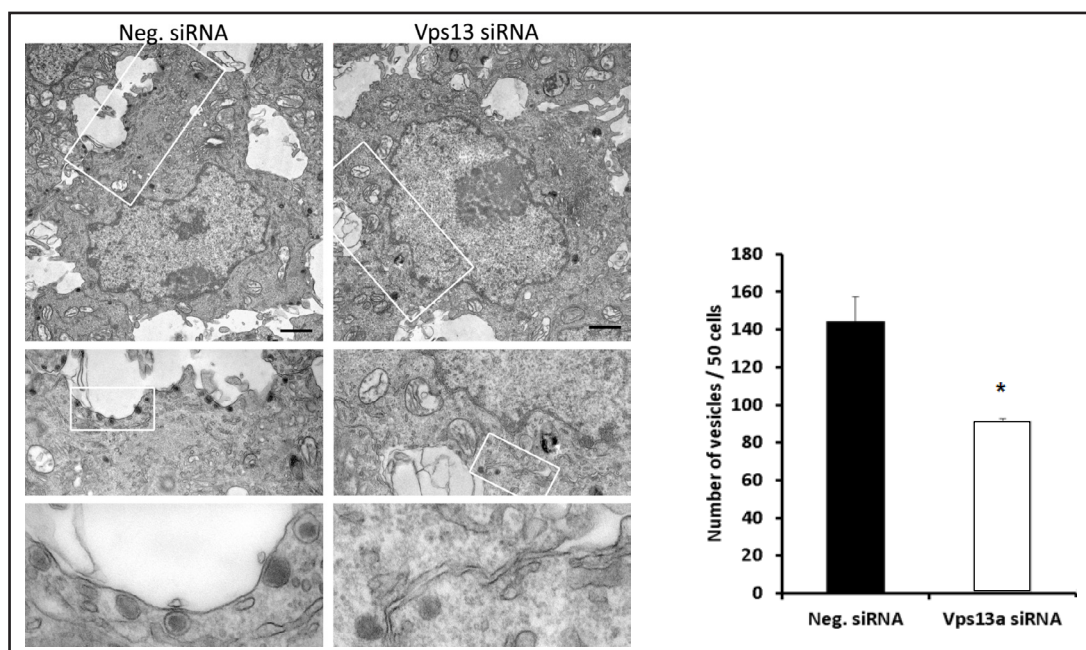 Neg. siRNA
Vps13 siRNA
Number of vesicles / 50 cells
180
160
140
120
100
80
60
40
20
0
*
Neg. siRNA
Vps13a siRNA